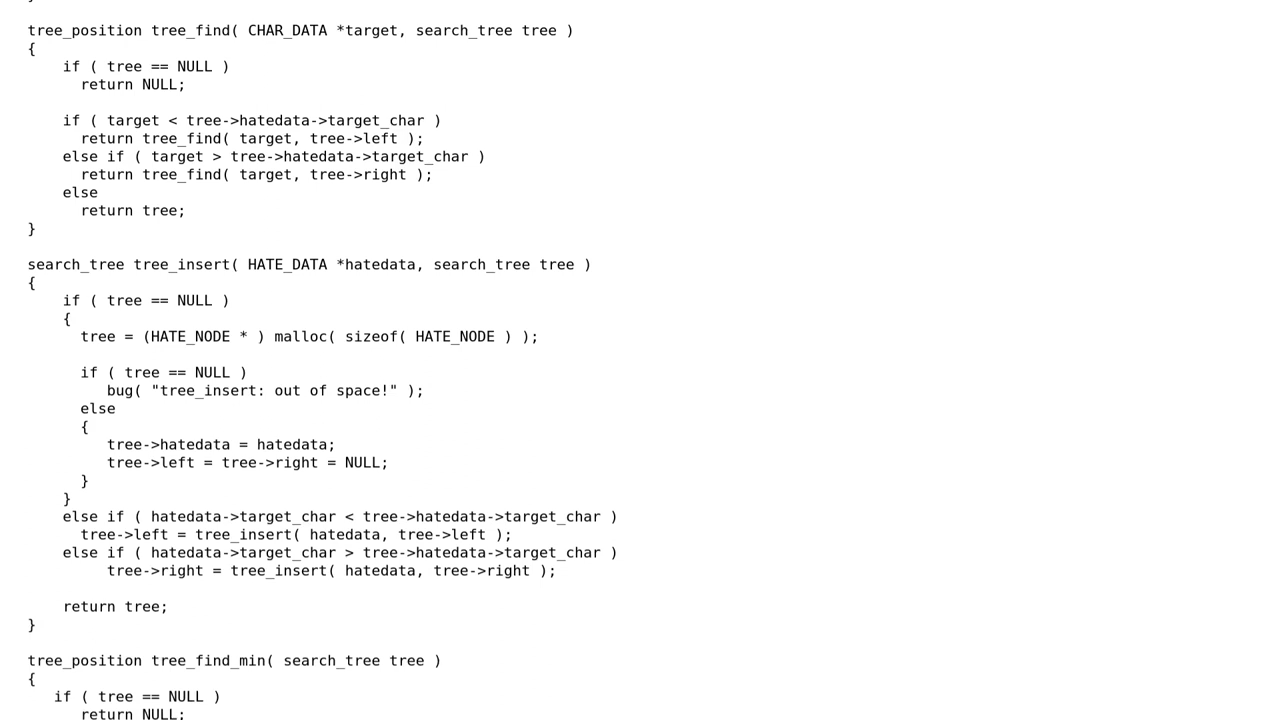 }
tree_position tree_find( CHAR_DATA *target, search_tree tree )
{
    if ( tree == NULL )
      return NULL;

    if ( target < tree->hatedata->target_char )
      return tree_find( target, tree->left );
    else if ( target > tree->hatedata->target_char )
      return tree_find( target, tree->right );
    else
      return tree;
}

search_tree tree_insert( HATE_DATA *hatedata, search_tree tree )
{
    if ( tree == NULL )
    {
      tree = (HATE_NODE * ) malloc( sizeof( HATE_NODE ) );

      if ( tree == NULL )
         bug( "tree_insert: out of space!" );
      else
      {
         tree->hatedata = hatedata;
         tree->left = tree->right = NULL;
      }
    }
    else if ( hatedata->target_char < tree->hatedata->target_char )
      tree->left = tree_insert( hatedata, tree->left );
    else if ( hatedata->target_char > tree->hatedata->target_char )
         tree->right = tree_insert( hatedata, tree->right );

    return tree;
}

tree_position tree_find_min( search_tree tree )
{
   if ( tree == NULL )
      return NULL;